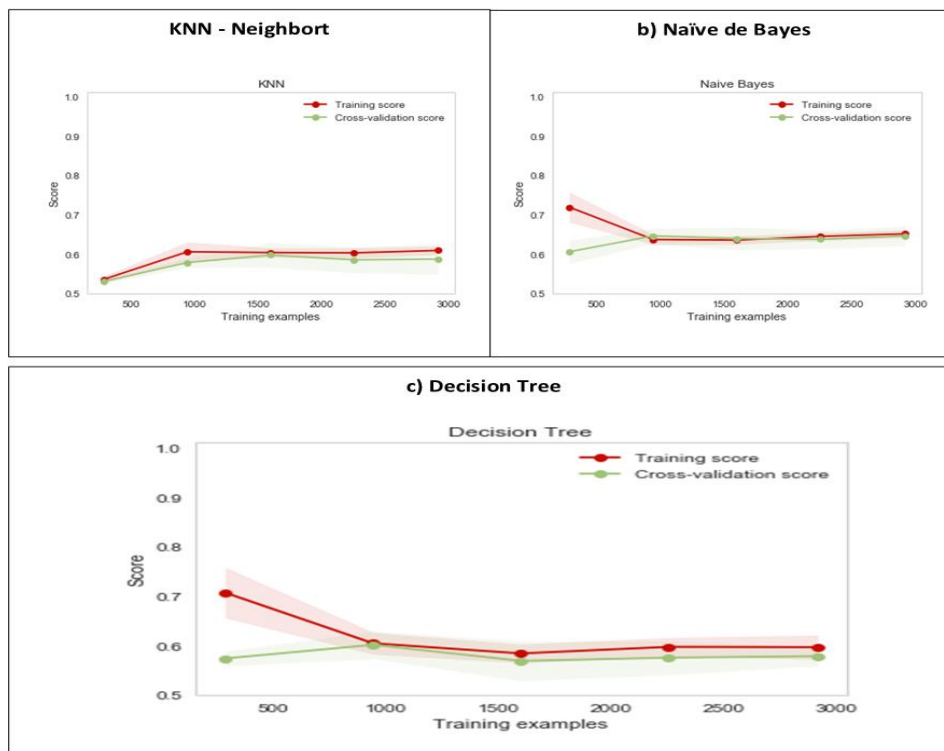 KNN - Neighbort
KNN
1.0
0.9
0.8
0.7
0.6
0.5
Score
Training score
Cross-validation score
500 1000 1500 2000 2500 3000
Training examples
b) Naïve de Bayes
Naive Bayes
1.0
0.9
0.8
0.7
0.6
0.5
Score
Training score
Cross-validation score
500 1000 1500 2000 2500 3000
Training examples
c) Decision Tree
Decision Tree
1.0
0.9
0.8
0.7
0.6
0.5
Score
Training score
Cross-validation score
500 1000 1500 2000 2500 3000
Training examples